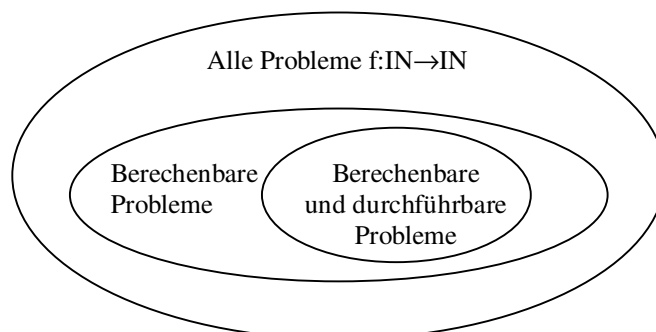 Alle Probleme f:IN→IN
Berechenbare
Probleme
Berechenbare
und durchführbare
Probleme